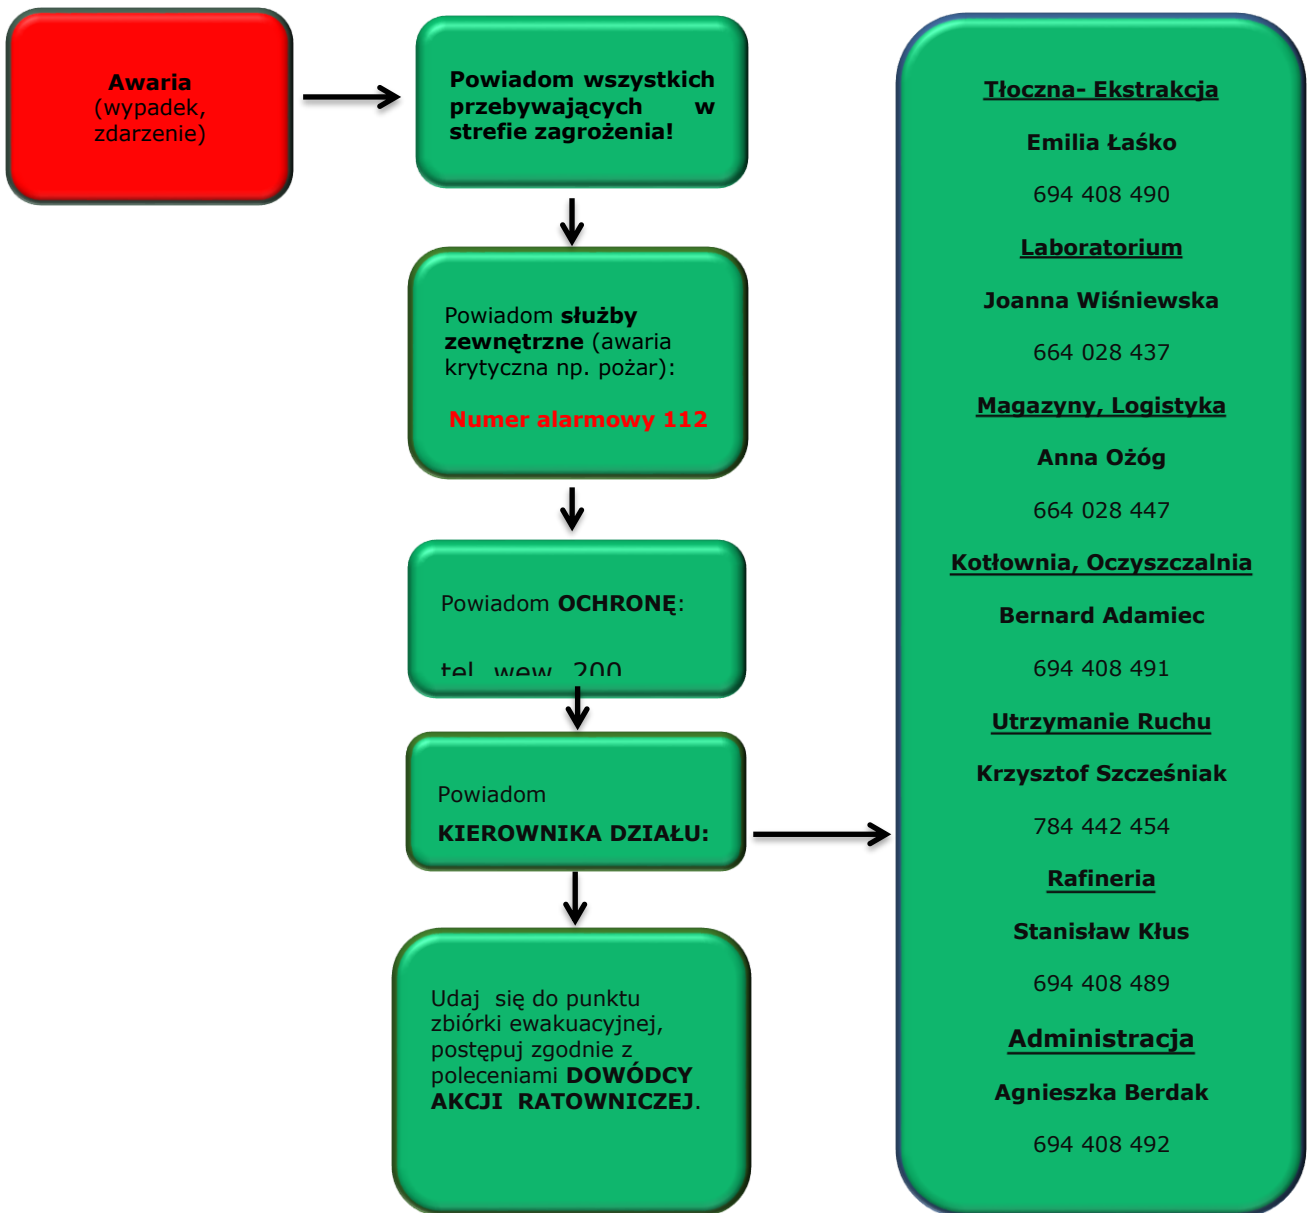 Awaria
(wypadek,
zdarzenie)
Powiadom wszystkich
przebywających w
strefie zagrożenia!
Powiadom służby
zewnętrzne (awaria
krytyczna np. pożar):
Numer alarmowy 112
Powiadom OCHRONĘ:
tel wew 200
Powiadom
KIEROWNIKA DZIAŁU:
Udaj się do punktu
zbiórki ewakuacyjnej,
postępuj zgodnie z
poleceniami DOWÓDCY
AKCJI RATOWNICZEJ.
Tłoczna- Ekstrakcja
Emilia Łaśko
694 408 490
Laboratorium
Joanna Wiśniewska
664 028 437
Magazyny, Logistyka
Anna Ożóg
664 028 447
Kotłownia, Oczyszczalnia
Bernard Adamiec
694 408 491
Utrzymanie Ruchu
Krzysztof Szcześniak
784 442 454
Rafineria
Stanisław Kłus
694 408 489
Administracja
Agnieszka Berdak
694 408 492